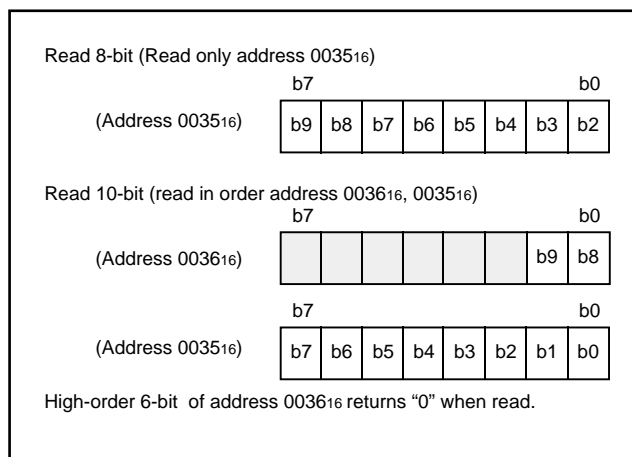 Read 8-bit (Read only address 003516)
b7 b0
(Address 003516) b9 b8 b7 b6 b5 b4 b3 b2
Read 10-bit (read in order address 003616, 003516)
b7 b0
(Address 003616) b9 b8
b7 b0
(Address 003516) b7 b6 b5 b4 b3 b2 b1 b0
High-order 6-bit of address 003616 returns “0” when read.